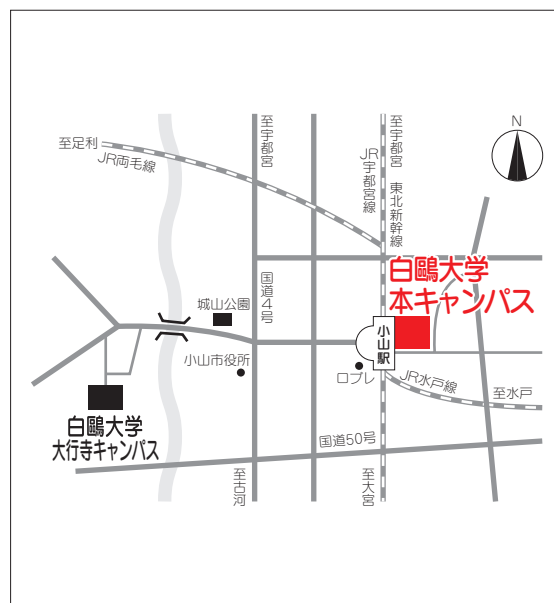 至宇都宮
至宇都宮
N
至足利
JR両毛線
JR宇都宮線
東北新幹線
白鷗大学
本キャンパス
国道4号
城山公園
小山駅
小山市役所
ロブレ
JR水戸線
至水戸
白鷗大学
大行寺キャンパス
国道50号
至古河
至大宮